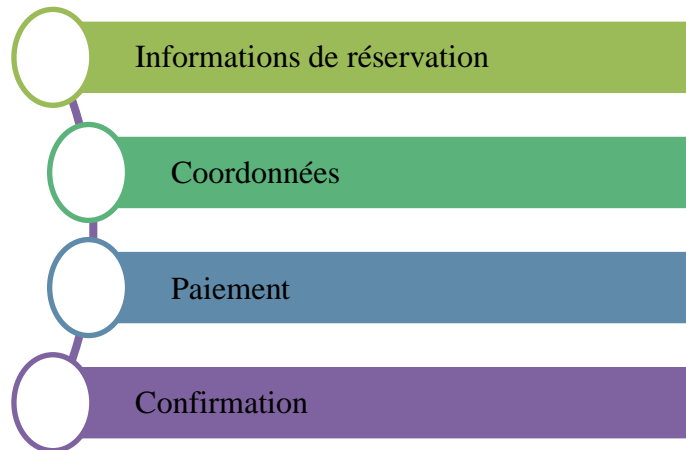 Informations de réservation
Coordonnées
Paiement
Confirmation